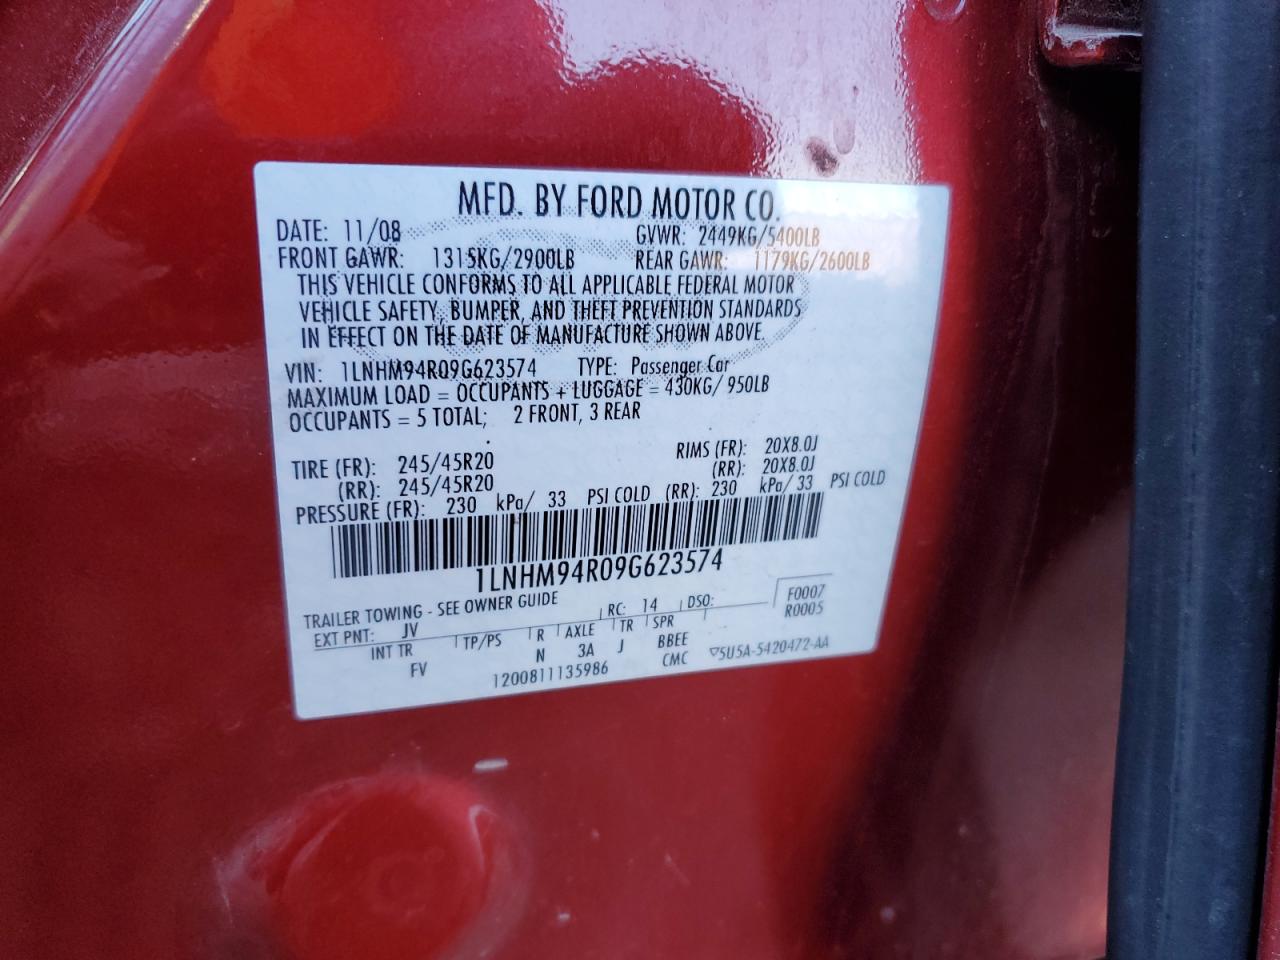 MFD. BY FORD MOTOR CO.
DATE: 11/08 GVWR: 2449KG/5400LB
FRONT GAWR: 1315KG/2900LB REAR GAWR: 1179KG/2600LB
THIS VEHICLE CONFORMS TO ALL APPLICABLE FEDERAL MOTOR
VEHICLE SAFETY, BUMPER, AND THEFT PREVENTION STANDARDS
IN EFFECT ON THE DATE OF MANUFACTURE SHOWN ABOVE.
VIN: 1LNHM94R09G623574 TYPE: Passenger Car
MAXIMUM LOAD = OCCUPANTS + LUGGAGE = 430KG/ 950LB
OCCUPANTS = 5 TOTAL; 2 FRONT, 3 REAR
TIRE (FR): 245/45R20 RIMS (FR): 20X8.0J
(RR): 245/45R20 (RR): 20X8.0J
PRESSURE (FR): 230 kPa/ 33 PSI COLD (RR): 230 kPa/ 33 PSI COLD
1LNHM94R09G623574
TRAILER TOWING - SEE OWNER GUIDE
EXT PNT: JV RC: 14 DSO: F0007
R0005
INT TR TP/PS R AXLE TR SPR
FV N 3A J BBEE
1200811135986 CMC ▽5U5A-5420472-AA